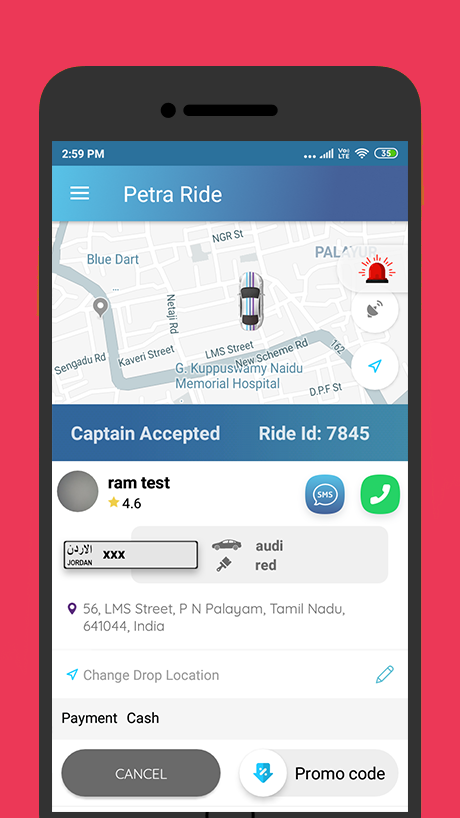 2:59 PM
Vo) LTE
35
Petra Ride
NGR St
Blue Dart
PALAYUR
...
Netaji Rd
LMS Street
T62
Sengadu Rd
Kaveri Street
New Scheme Rd
G. Kuppuswamy Naidu
Memorial Hospital
D.P.F St
Captain Accepted
Ride Id: 7845
ram test
4.6
SMS
الاردن
JORDAN
xxx
audi
red
56, LMS Street, P N Palayam, Tamil Nadu,
641044, India
Change Drop Location
Payment Cash
CANCEL
Promo code